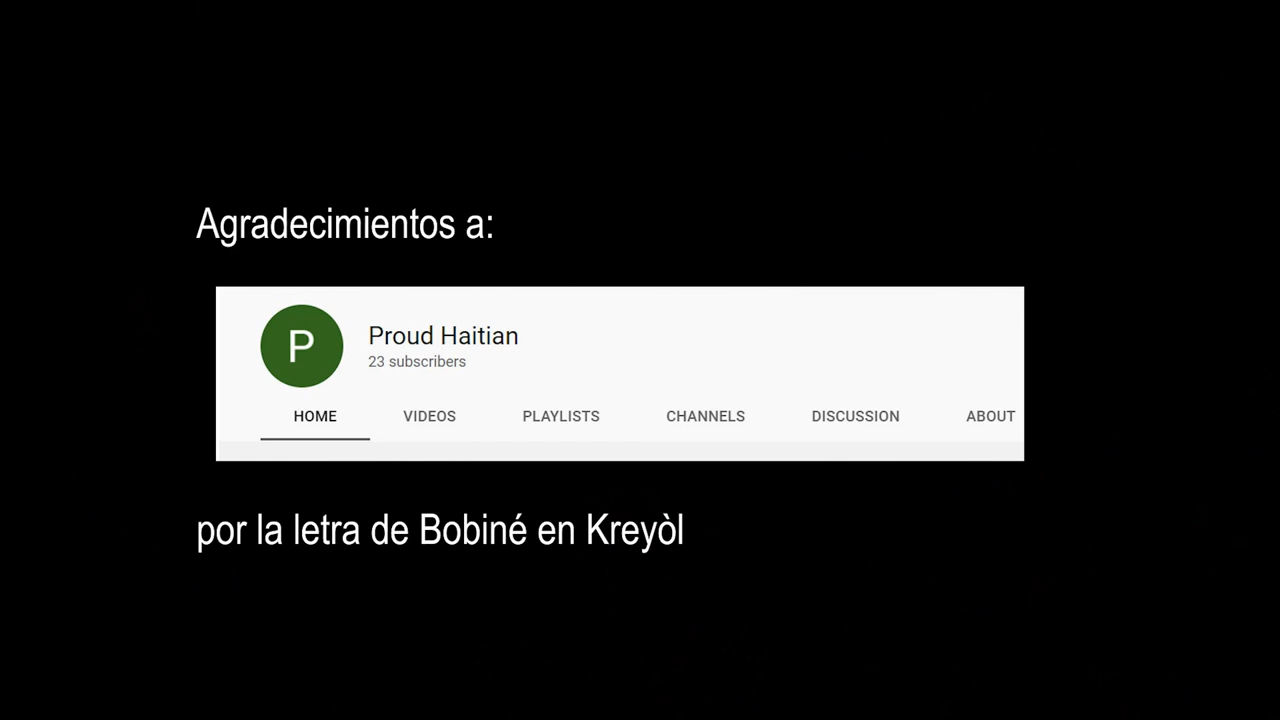 Agradecimientos a:
P
Proud Haitian
23 subscribers
HOME VIDEOS PLAYLISTS CHANNELS DISCUSSION ABOUT
por la letra de Bobiné en Kreyòl